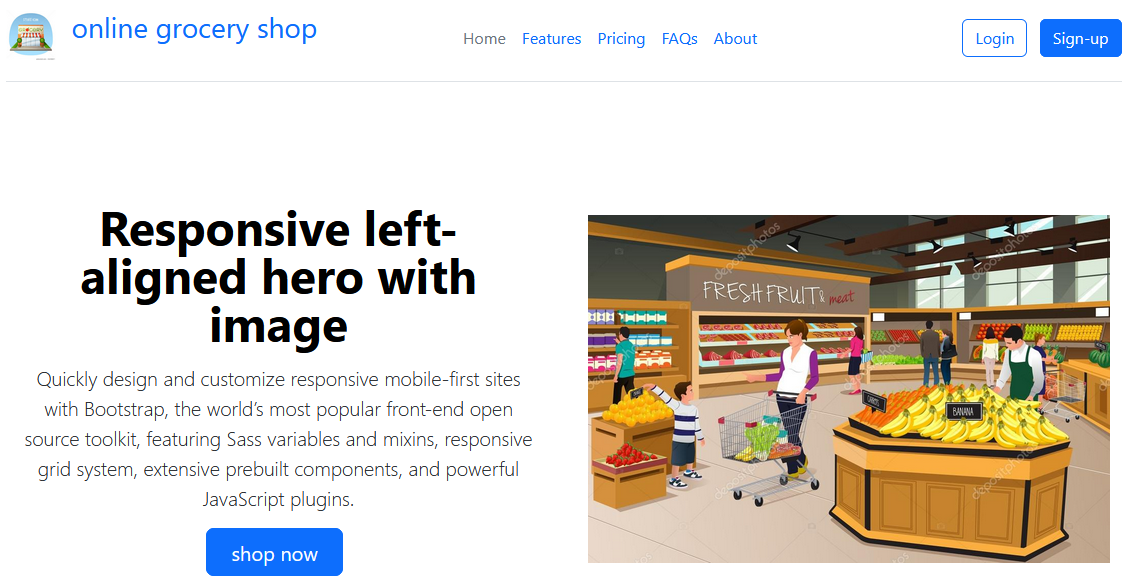 online grocery shop
Home Features Pricing FAQs About
Login Sign-up
Responsive left-
aligned hero with
image
Quickly design and customize responsive mobile-first sites
with Bootstrap, the world’s most popular front-end open
source toolkit, featuring Sass variables and mixins, responsive
grid system, extensive prebuilt components, and powerful
JavaScript plugins.
shop now
depositphotos
depositphotos
FRESH FRUIT & meat
BANANA
depositphotos